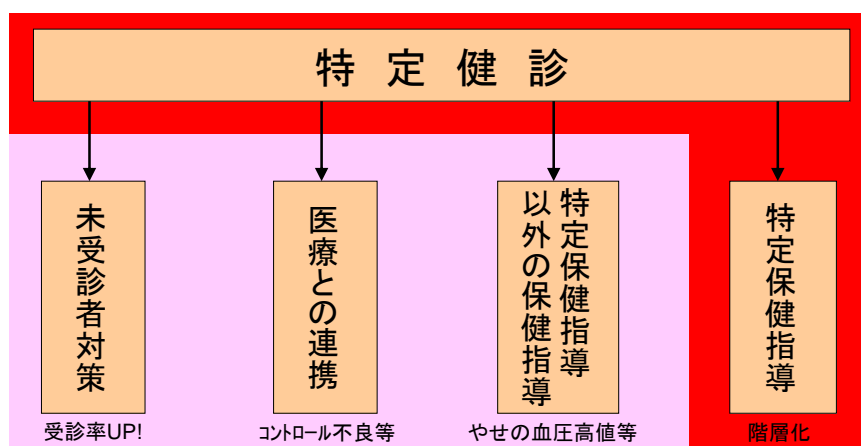 特定健診
未受診者対策
医療との連携
特定保健指導
以外の保健指導
特定保健指導
受診率UP!
コントロール不良等
やせの血圧高値等
階層化